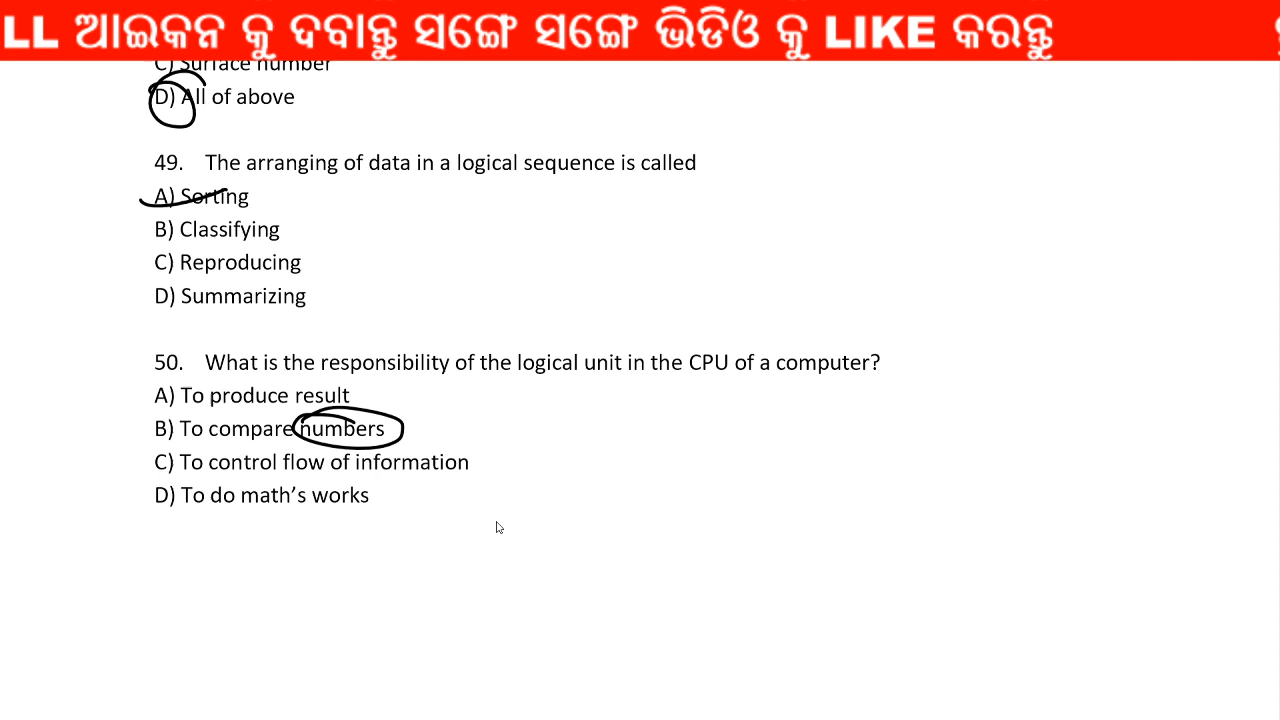 LL ଆଇକନ କୁ ଦବାନ୍ତୁ ସଙ୍ଗେ ସଙ୍ଗେ ଭିଡିଓ କୁ LIKE କରନ୍ତୁ
C) Surface number
D) All of above
49. The arranging of data in a logical sequence is called
A) Sorting
B) Classifying
C) Reproducing
D) Summarizing
50. What is the responsibility of the logical unit in the CPU of a computer?
A) To produce result
B) To compare numbers
C) To control flow of information
D) To do math’s works